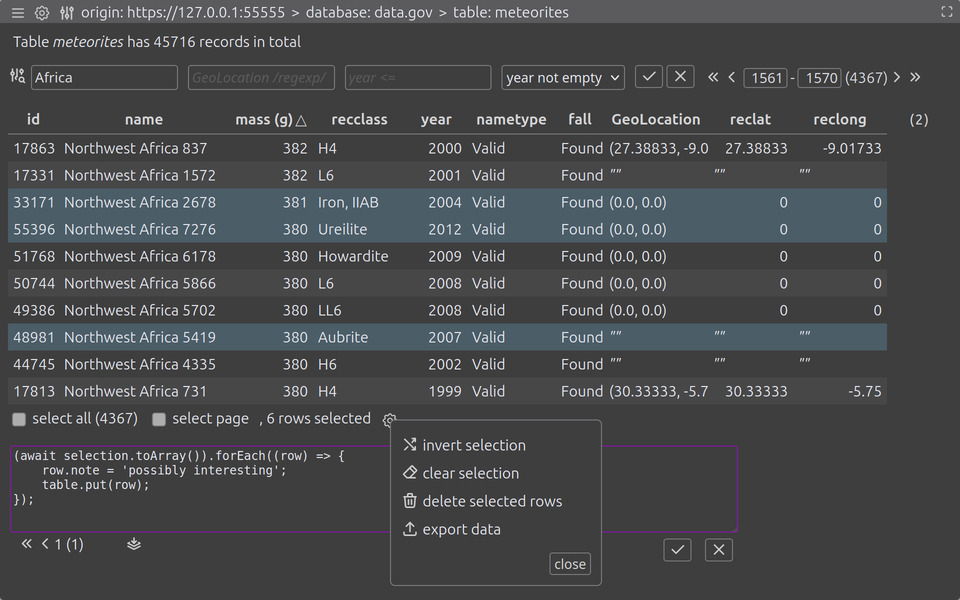 origin: https://127.0.0.1:55555 > database: data.gov > table: meteorites
Table meteorites has 45716 records in total
Africa GeoLocation /regexp/ year <= year not empty 1561 - 1570 (4367)
id name mass (g) △ recclass year nametype fall GeoLocation reclat reclong (2)
17863 Northwest Africa 837 382 H4 2000 Valid Found (27.38833, -9.0 27.38833 -9.01733
17331 Northwest Africa 1572 382 L6 2001 Valid Found "" "" ""
33171 Northwest Africa 2678 381 Iron, IIAB 2004 Valid Found (0.0, 0.0) 0 0
55396 Northwest Africa 7276 380 Ureilite 2012 Valid Found (0.0, 0.0) 0 0
51768 Northwest Africa 6178 380 Howardite 2009 Valid Found (0.0, 0.0) 0 0
50744 Northwest Africa 5866 380 L6 2008 Valid Found (0.0, 0.0) 0 0
49386 Northwest Africa 5702 380 LL6 2008 Valid Found (0.0, 0.0) 0 0
48981 Northwest Africa 5419 380 Aubrite 2007 Valid Found "" "" ""
44745 Northwest Africa 4335 380 H6 2002 Valid Found "" "" ""
17813 Northwest Africa 731 380 H4 1999 Valid Found (30.33333, -5.7 30.33333 -5.75
select all (4367) select page , 6 rows selected
(await selection.toArray()).forEach((row) => {
row.note = 'possibly interesting';
table.put(row);
});
1 (1)
invert selection
clear selection
delete selected rows
export data
close